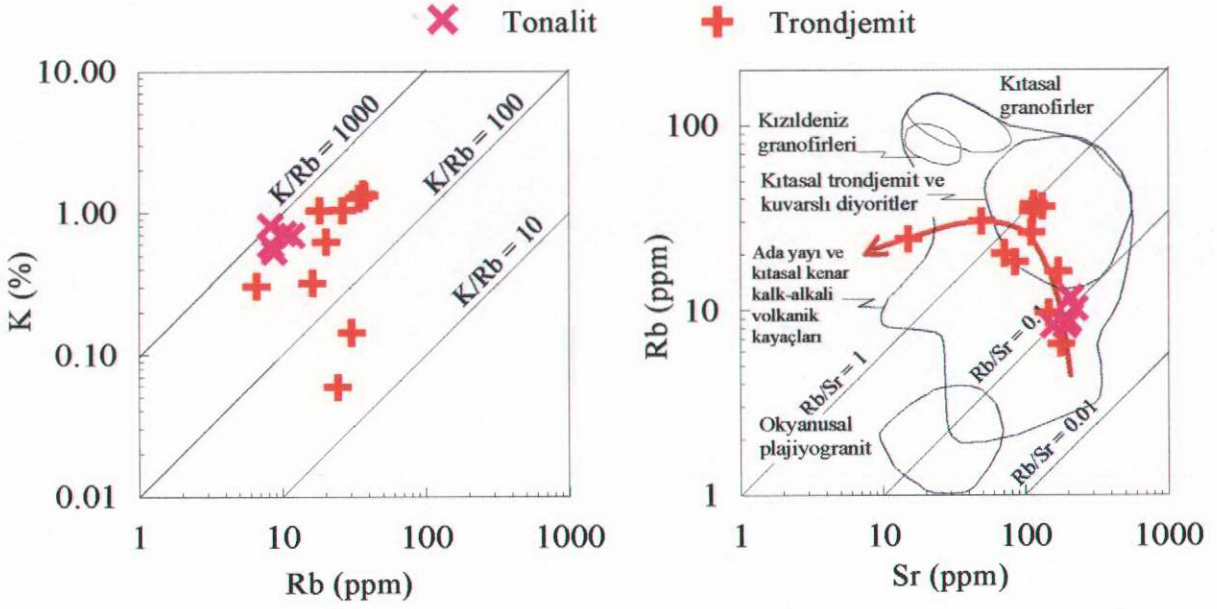 Tonalit
Trondjemit
10.00
1.00
0.10
0.01
K (%)
1
10
100
1000
Rb (ppm)
K/Rb = 1000
K/Rb = 100
K/Rb = 10
100
10
1
Rb (ppm)
1
10
100
1000
Sr (ppm)
Kıtasal
granofirler
Kızıldeniz
granofirleri
Kıtasal trondjemit ve
kuvarslı diyoritler
Ada yayı ve
kıtasal kenar
kalk-alkali
volkanik
kayaçları
Okyanusal
plajiyogranit
Rb/Sr = 1
Rb/Sr = 0.1
Rb/Sr = 0.01